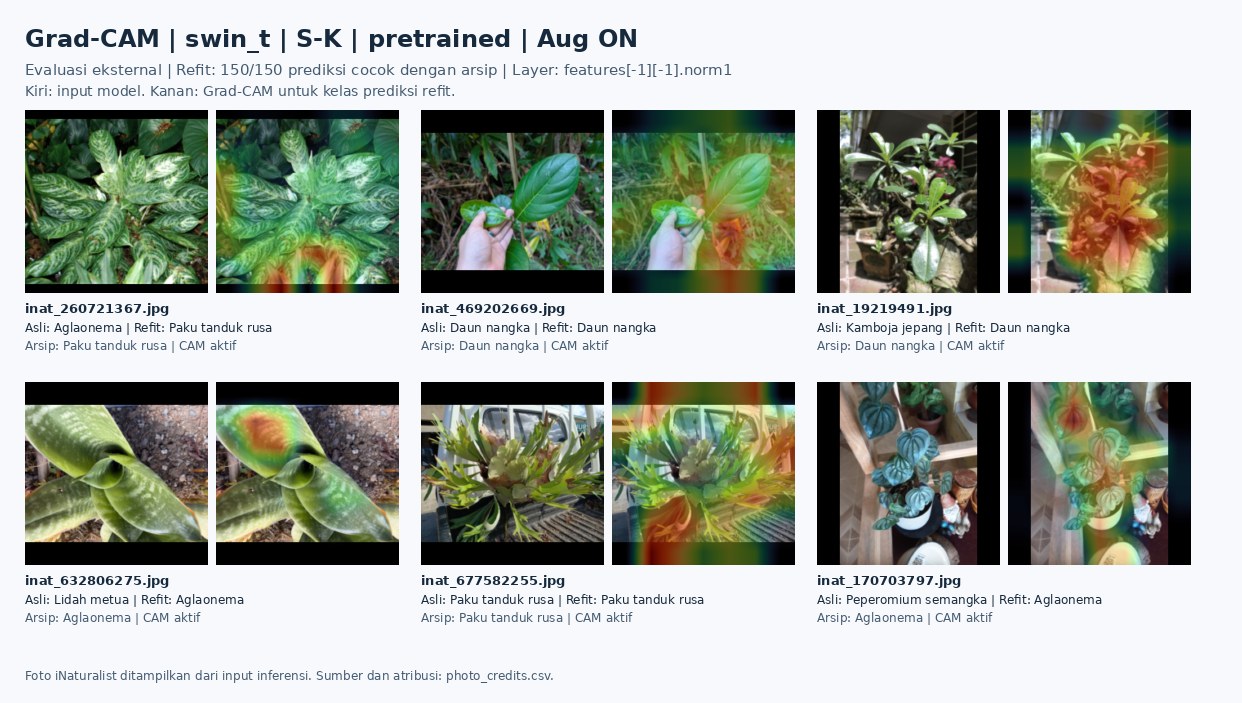 Grad-CAM | swin_t | S-K | pretrained | Aug ON
Evaluasi eksternal | Refit: 150/150 prediksi cocok dengan arsip | Layer: features[-1][-1].norm1
Kiri: input model. Kanan: Grad-CAM untuk kelas prediksi refit.
inat_260721367.jpg
Asli: Aglaonema | Refit: Paku tanduk rusa
Arsip: Paku tanduk rusa | CAM aktif
inat_469202669.jpg
Asli: Daun nangka | Refit: Daun nangka
Arsip: Daun nangka | CAM aktif
inat_19219491.jpg
Asli: Kamboja jepang | Refit: Daun nangka
Arsip: Daun nangka | CAM aktif
inat_632806275.jpg
Asli: Lidah metua | Refit: Aglaonema
Arsip: Aglaonema | CAM aktif
inat_677582255.jpg
Asli: Paku tanduk rusa | Refit: Paku tanduk rusa
Arsip: Paku tanduk rusa | CAM aktif
inat_170703797.jpg
Asli: Peperomium semangka | Refit: Aglaonema
Arsip: Aglaonema | CAM aktif
Foto iNaturalist ditampilkan dari input inferensi. Sumber dan atribusi: photo_credits.csv.